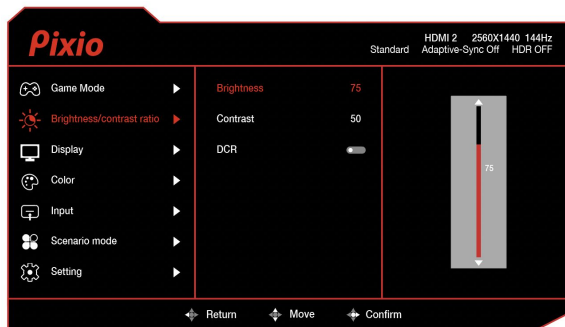 Pixio
HDMI 2 2560X1440 144Hz
Standard Adaptive-Sync Off HDR OFF
Game Mode
Brightness/contrast ratio
Display
Color
Input
Scenario mode
Setting
Brightness 75
Contrast 50
DCR
75
Return Move Confirm